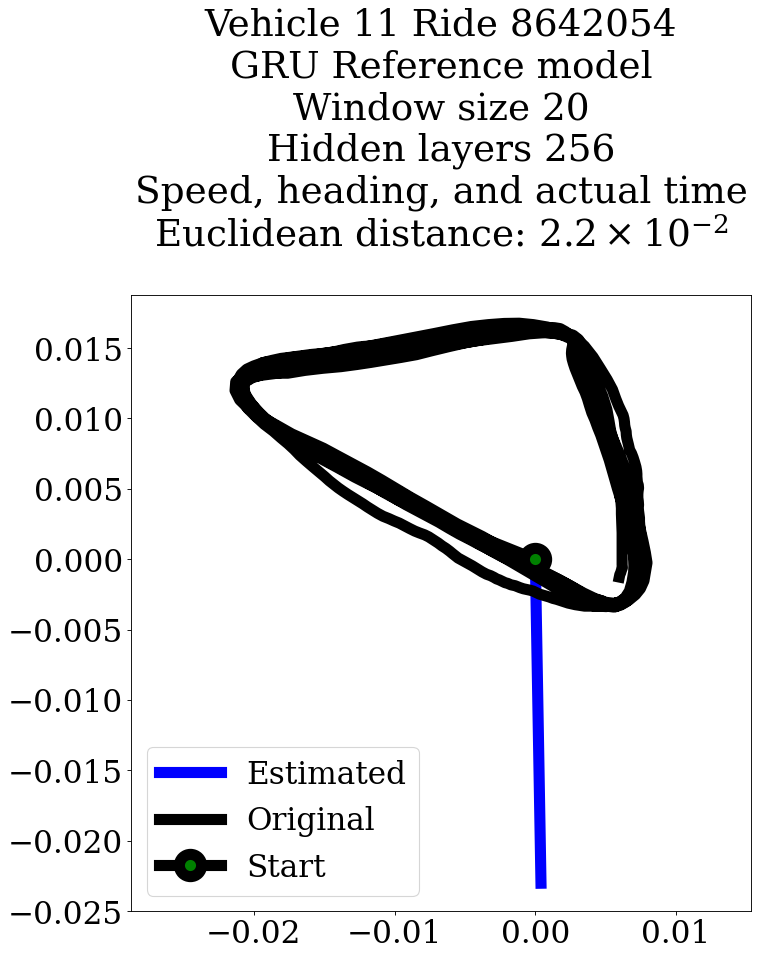 Vehicle 11 Ride 8642054
GRU Reference model
Window size 20
Hidden layers 256
Speed, heading, and actual time
Euclidean distance: 2.2 × 10⁻²
0.015
0.010
0.005
0.000
−0.005
−0.010
−0.015
−0.020
−0.025
Estimated
Original
Start
−0.02 −0.01 0.00 0.01